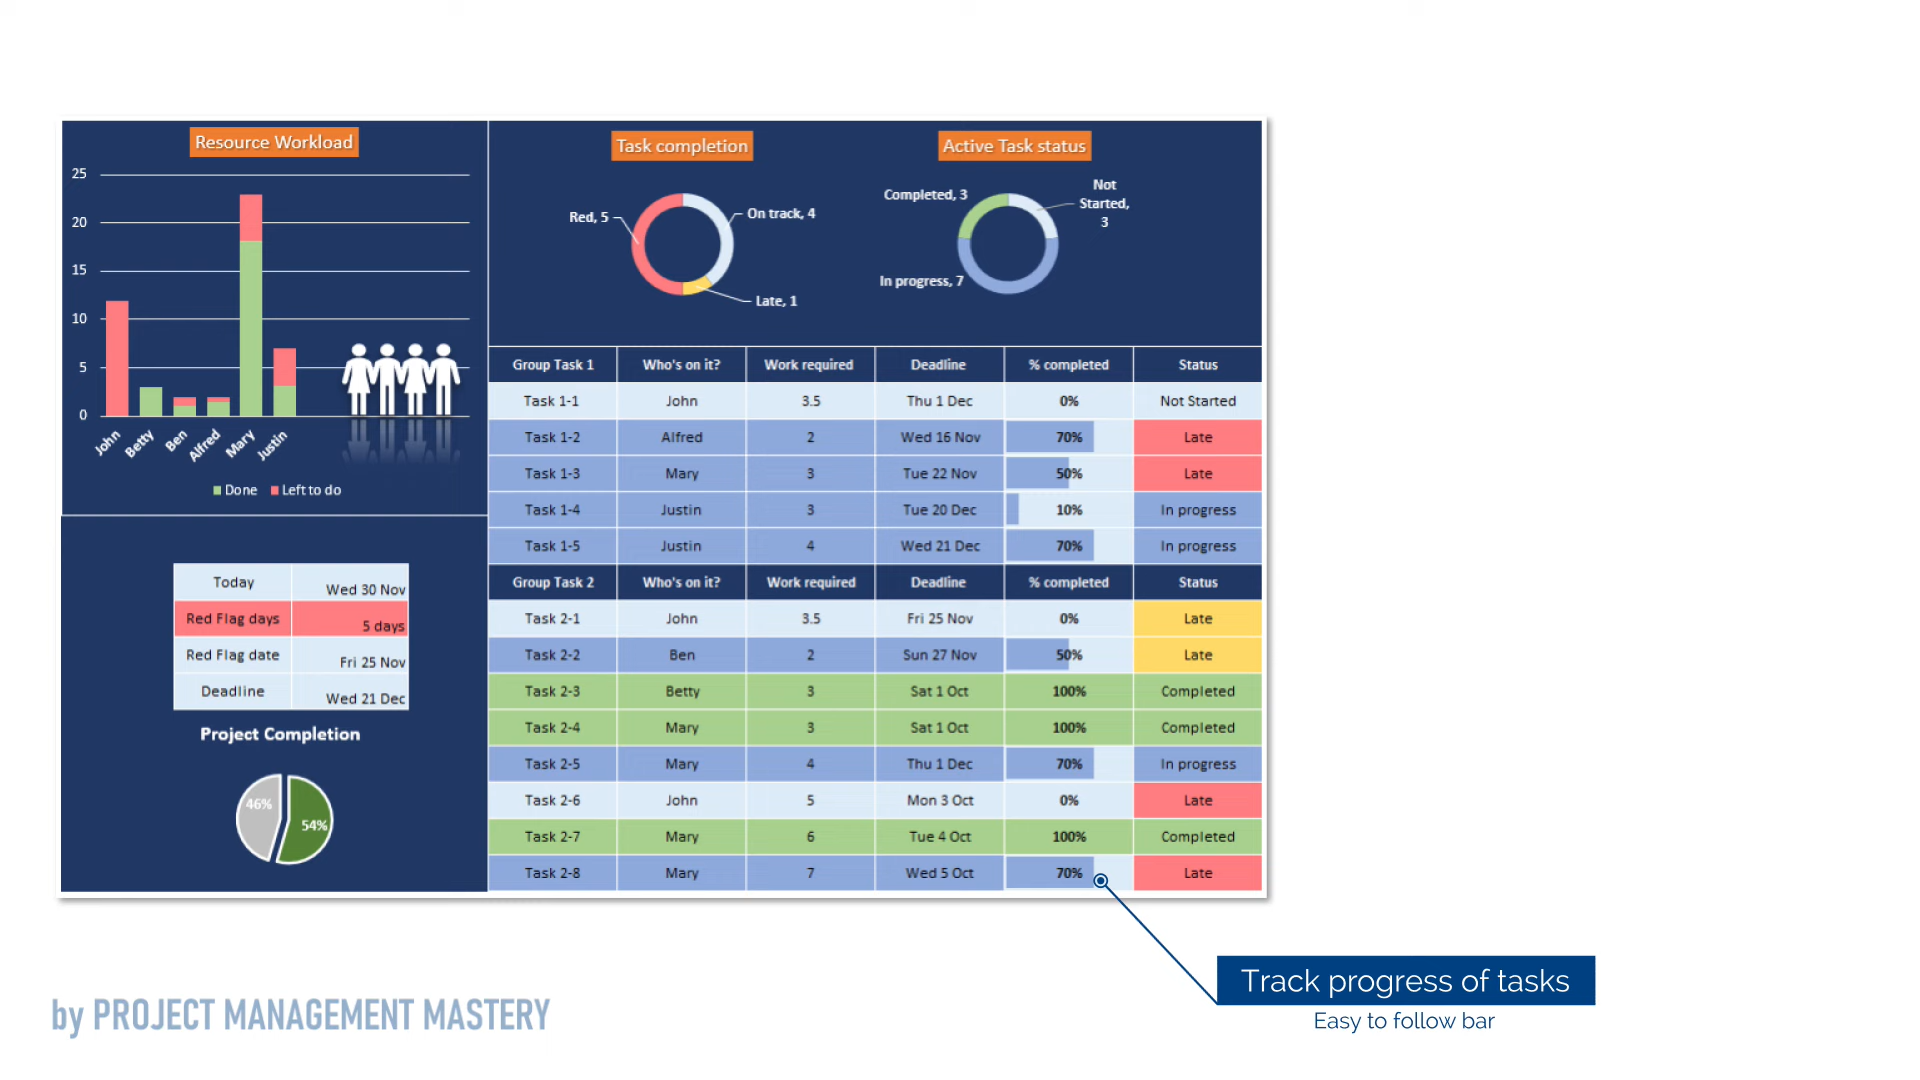 Resource Workload
25
20
15
10
5
0
John
Betty
Ben
Alfred
Mary
Justin
Done Left to do
Task completion
Red, 5
On track, 4
Late, 1
Active Task status
Completed, 3
Not
Started,
3
In progress, 7
Today Wed 30 Nov
Red Flag days 5 days
Red Flag date Fri 25 Nov
Deadline Wed 21 Dec
Project Completion
46%
54%
Group Task 1 Who's on it? Work required Deadline % completed Status
Task 1-1 John 3.5 Thu 1 Dec 0% Not Started
Task 1-2 Alfred 2 Wed 16 Nov 70% Late
Task 1-3 Mary 3 Tue 22 Nov 50% Late
Task 1-4 Justin 3 Tue 20 Dec 10% In progress
Task 1-5 Justin 4 Wed 21 Dec 70% In progress
Group Task 2 Who's on it? Work required Deadline % completed Status
Task 2-1 John 3.5 Fri 25 Nov 0% Late
Task 2-2 Ben 2 Sun 27 Nov 50% Late
Task 2-3 Betty 3 Sat 1 Oct 100% Completed
Task 2-4 Mary 3 Sat 1 Oct 100% Completed
Task 2-5 Mary 4 Thu 1 Dec 70% In progress
Task 2-6 John 5 Mon 3 Oct 0% Late
Task 2-7 Mary 6 Tue 4 Oct 100% Completed
Task 2-8 Mary 7 Wed 5 Oct 70% Late
Track progress of tasks
Easy to follow bar
by PROJECT MANAGEMENT MASTERY